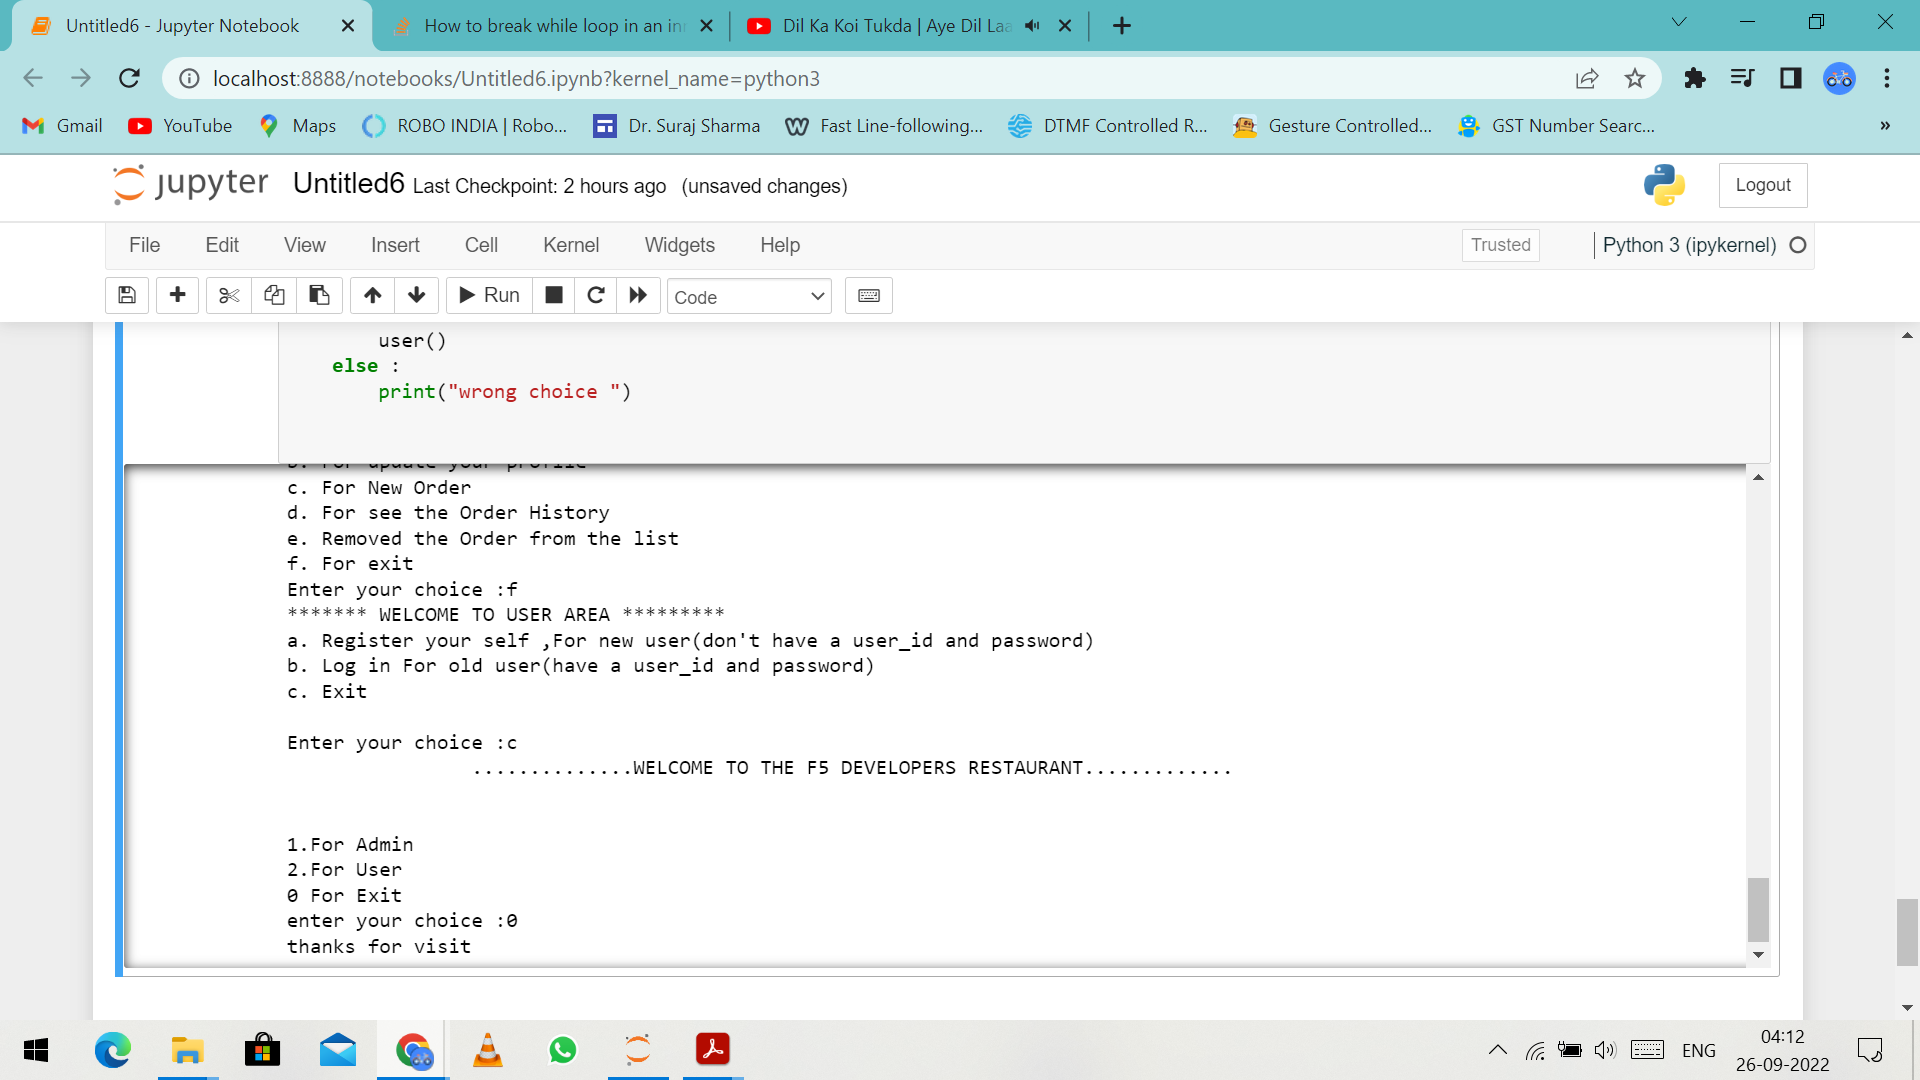 Untitled6 - Jupyter Notebook
How to break while loop in an in
Dil Ka Koi Tukda | Aye Dil Laa
localhost:8888/notebooks/Untitled6.ipynb?kernel_name=python3
Gmail YouTube Maps ROBO INDIA | Robo... Dr. Suraj Sharma Fast Line-following... DTMF Controlled R... Gesture Controlled... GST Number Searc... »
jupyter Untitled6 Last Checkpoint: 2 hours ago (unsaved changes) Logout
File Edit View Insert Cell Kernel Widgets Help Trusted Python 3 (ipykernel)
Run Code
user()
else :
print("wrong choice ")
b. For update your profile
c. For New Order
d. For see the Order History
e. Removed the Order from the list
f. For exit
Enter your choice :f
******* WELCOME TO USER AREA *********
a. Register your self ,For new user(don't have a user_id and password)
b. Log in For old user(have a user_id and password)
c. Exit
Enter your choice :c
..............WELCOME TO THE F5 DEVELOPERS RESTAURANT.............
1.For Admin
2.For User
0 For Exit
enter your choice :0
thanks for visit
ENG
04:12
26-09-2022